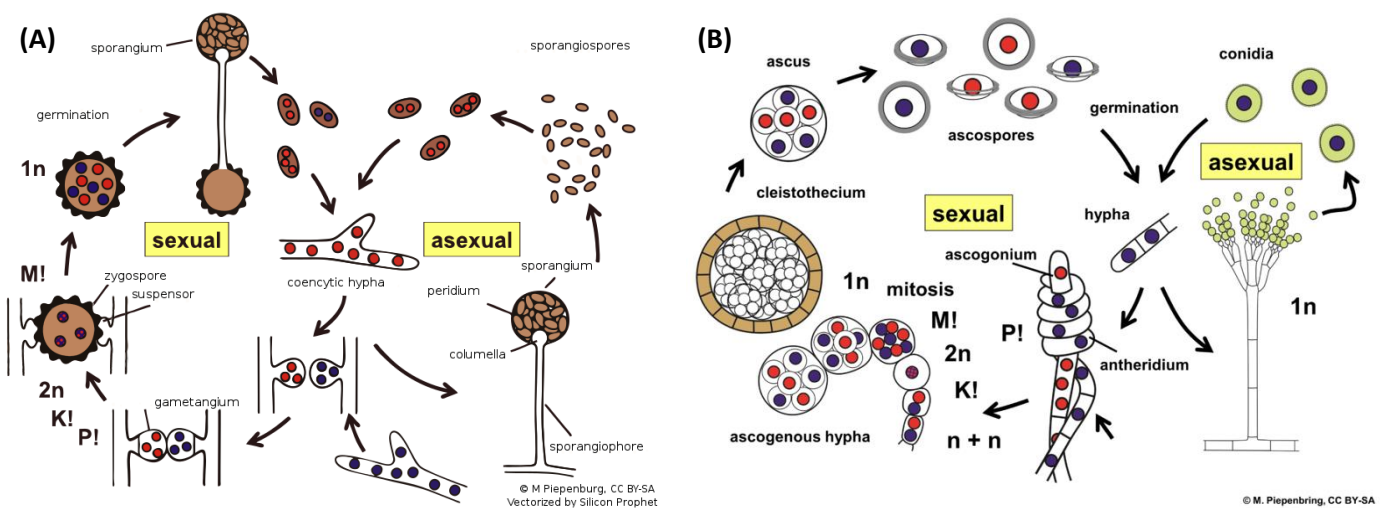 (A)
sporangium
sporangiospores
germination
1n
sexual
asexual
M!
zygospore
suspensor
coencytic hypha
sporangium
peridium
columella
2n
K!
P!
gametangium
sporangiophore
© M Piepenburg, CC BY-SA
Vectorized by Silicon Prophet
(B)
ascus
conidia
germination
ascospores
asexual
cleistothecium
sexual
hypha
ascogonium
1n
mitosis
M!
P!
1n
2n
antheridium
K!
ascogenous hypha
n + n
© M. Piepenbring, CC BY-SA